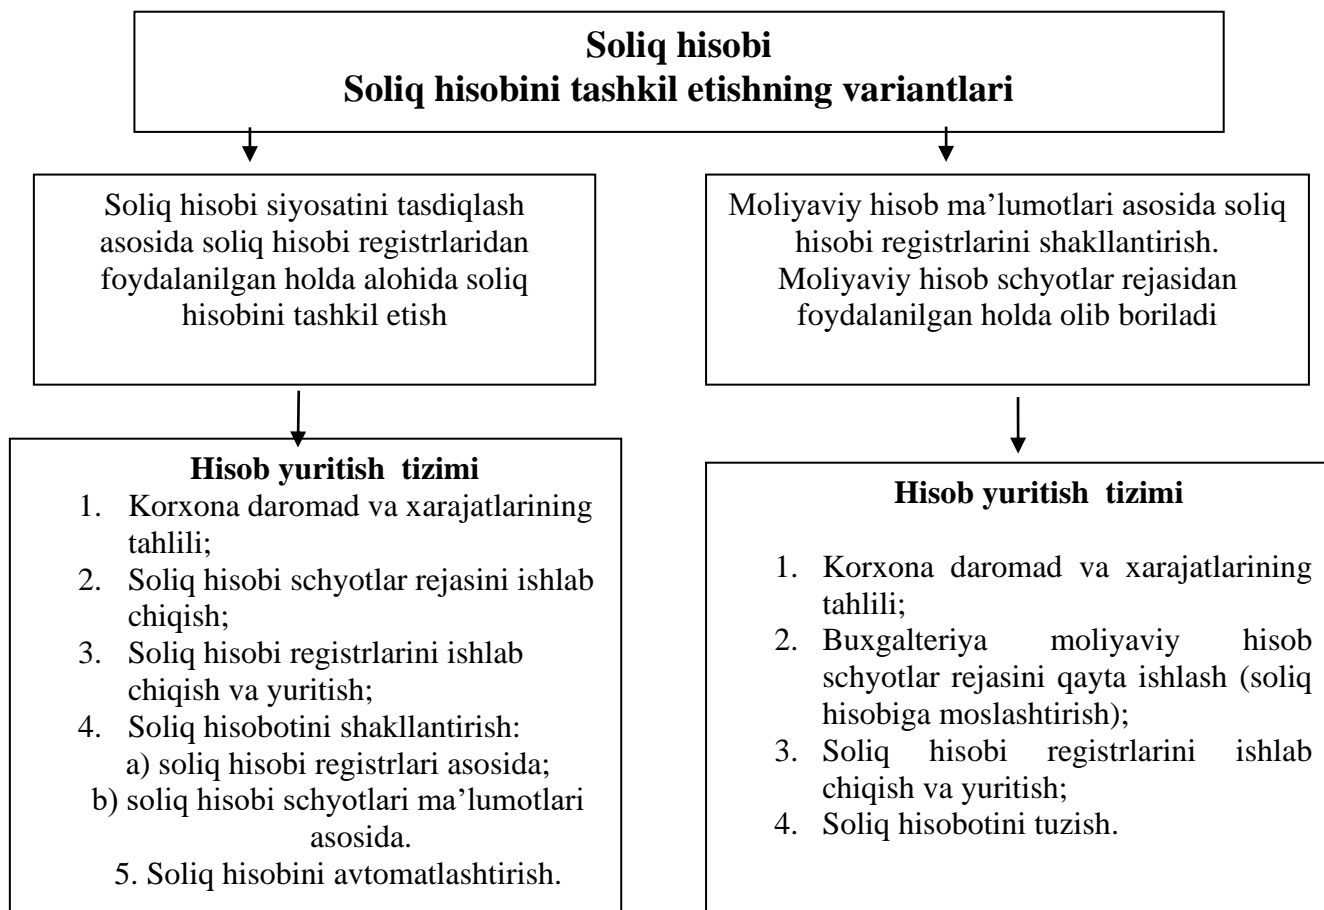 Soliq hisobi
Soliq hisobini tashkil etishning variantlari
Soliq hisobi siyosatini tasdiqlash
asosida soliq hisobi registrlaridan
foydalanilgan holda alohida soliq
hisobini tashkil etish
Moliyaviy hisob ma’lumotlari asosida soliq
hisobi registrlarini shakllantirish.
Moliyaviy hisob schyotlar rejasidan
foydalanilgan holda olib boriladi
Hisob yuritish tizimi
1. Korxona daromad va xarajatlarining
tahlili;
2. Soliq hisobi schyotlar rejasini ishlab
chiqish;
3. Soliq hisobi registrlarini ishlab
chiqish va yuritish;
4. Soliq hisobotini shakllantirish:
a) soliq hisobi registrlari asosida;
b) soliq hisobi schyotlari ma’lumotlari
asosida.
5. Soliq hisobini avtomatlashtirish.
Hisob yuritish tizimi
1. Korxona daromad va xarajatlarining
tahlili;
2. Buxgalteriya moliyaviy hisob
schyotlar rejasini qayta ishlash (soliq
hisobiga moslashtirish);
3. Soliq hisobi registrlarini ishlab
chiqish va yuritish;
4. Soliq hisobotini tuzish.